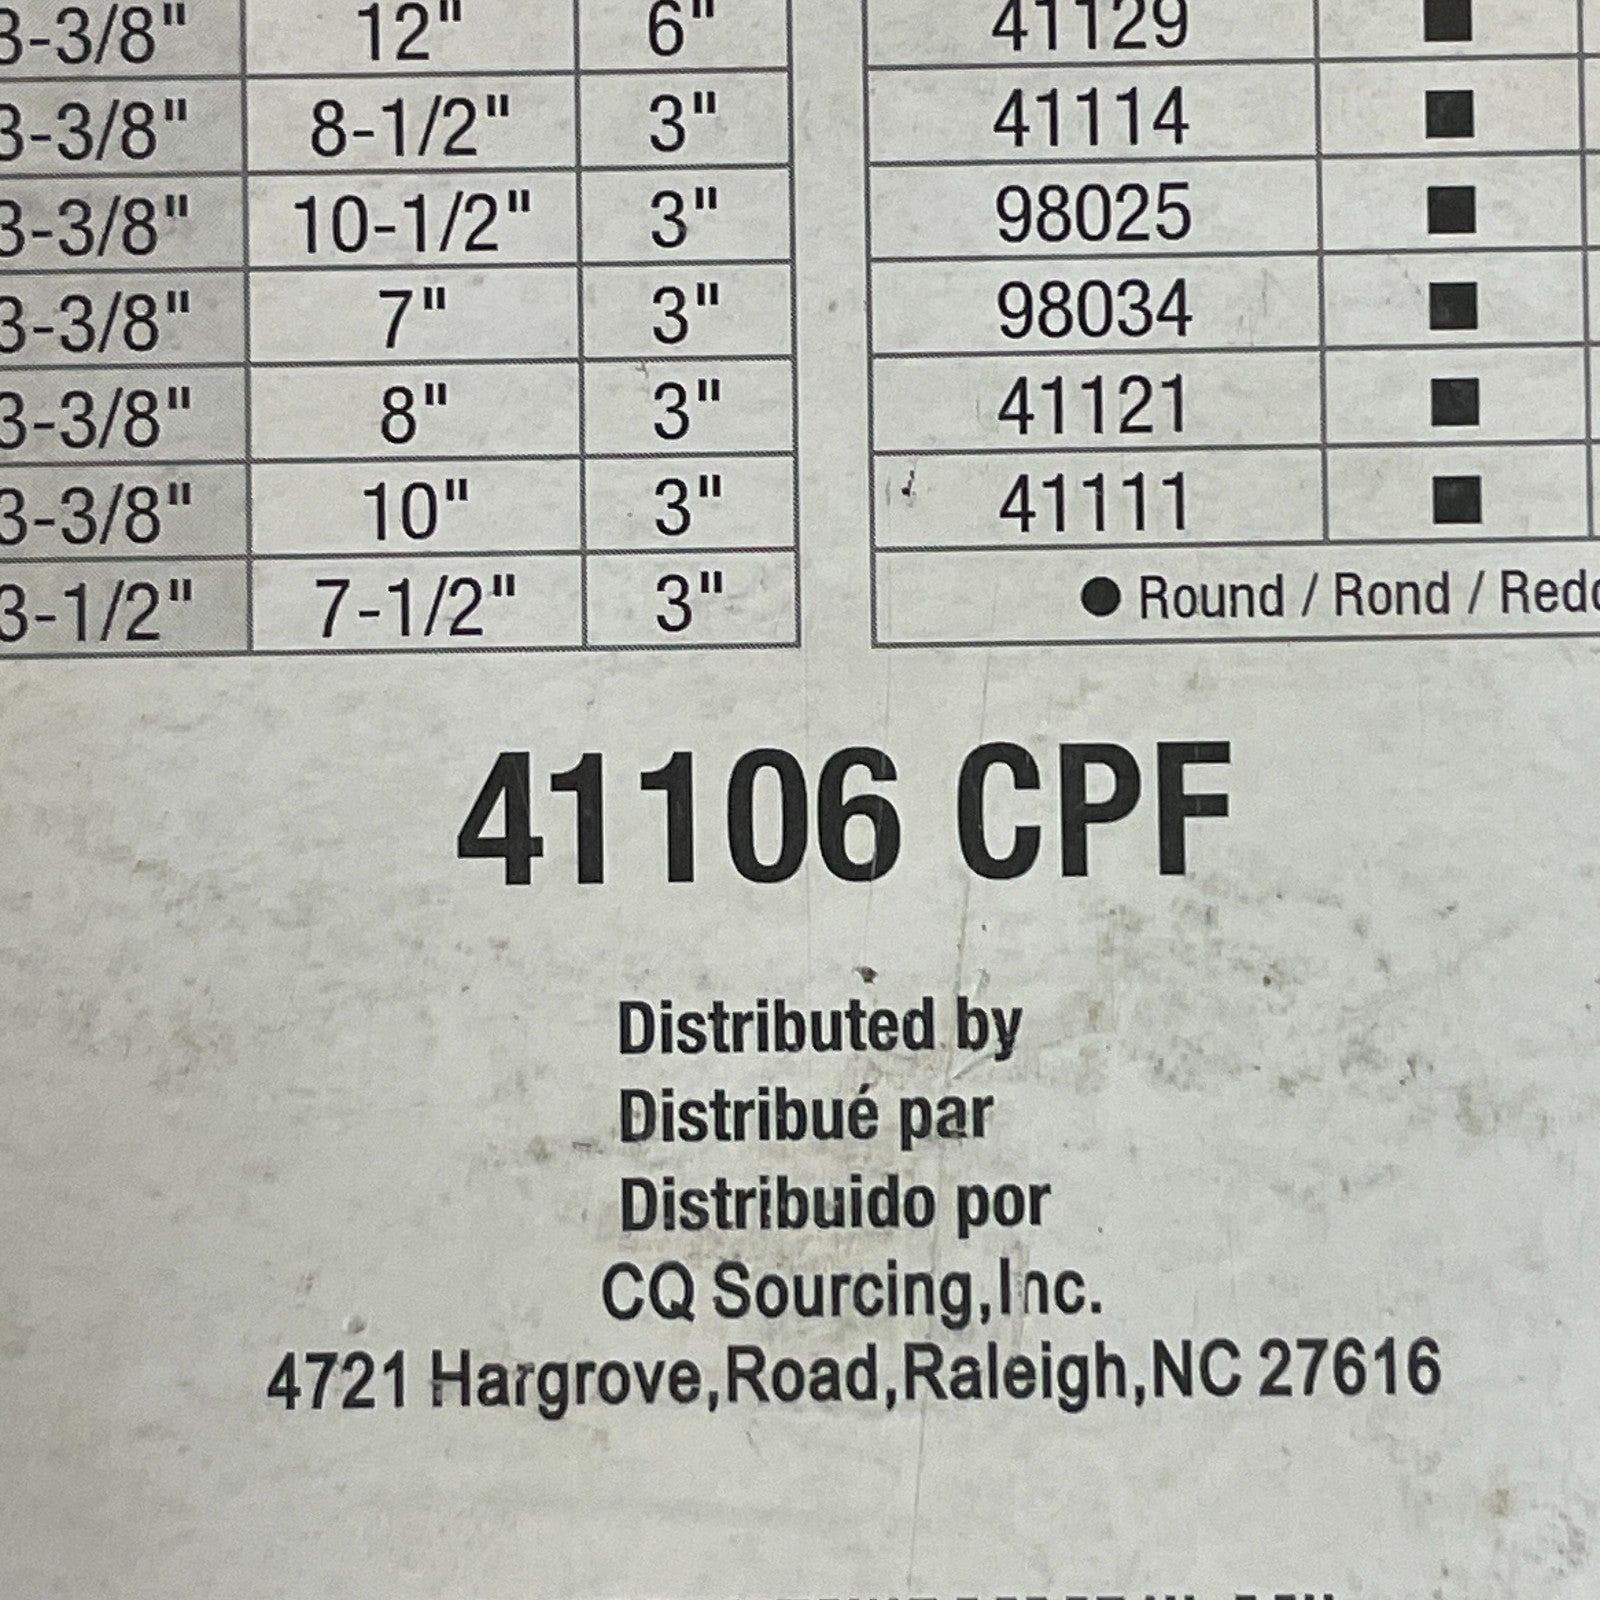 3-3/8" 12" 6"
3-3/8" 8-1/2" 3"
3-3/8" 10-1/2" 3"
3-3/8" 7" 3"
3-3/8" 8" 3"
3-3/8" 10" 3"
3-1/2" 7-1/2" 3"
41129 ■
41114 ■
98025 ■
98034 ■
41121 ■
41111 ■
● Round / Rond /
41106 CPF
Distributed by
Distribué par
Distribuido por
CQ Sourcing,Inc.
4721 Hargrove,Road,Raleigh,NC 27616